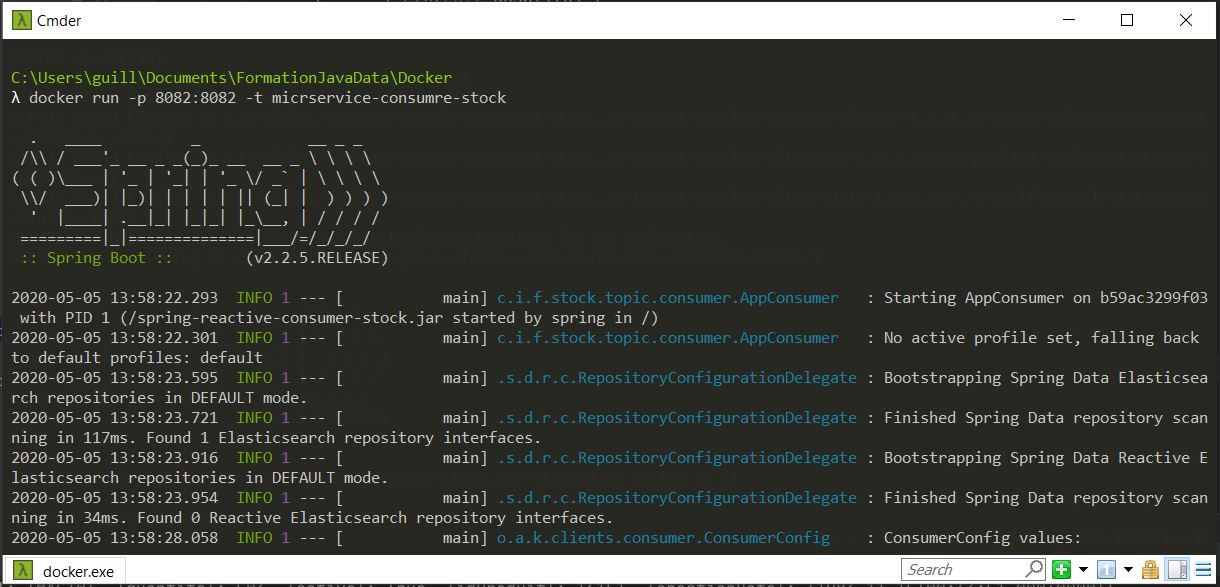 Cmder
C:\Users\guill\Documents\FormationJavaData\Docker
λ docker run -p 8082:8082 -t micrservice-consumre-stock
  .   ____          _            __ _ _
 /\\ / ___'_ __ _ _(_)_ __  __ _ \ \ \ \
( ( )\___ | '_ | '_| | '_ \/ _` | \ \ \ \
 \\/  ___)| |_)| | | | | || (_| |  ) ) ) )
  '  |____| .__|_| |_|_| |_\__, | / / / /
 =========|_|==============|___/=/_/_/_/
 :: Spring Boot ::        (v2.2.5.RELEASE)
2020-05-05 13:58:22.293  INFO 1 --- [           main] c.i.f.stock.topic.consumer.AppConsumer   : Starting AppConsumer on b59ac3299f03
 with PID 1 (/spring-reactive-consumer-stock.jar started by spring in /)
2020-05-05 13:58:22.301  INFO 1 --- [           main] c.i.f.stock.topic.consumer.AppConsumer   : No active profile set, falling back
to default profiles: default
2020-05-05 13:58:23.595  INFO 1 --- [           main] .s.d.r.c.RepositoryConfigurationDelegate : Bootstrapping Spring Data Elasticsea
rch repositories in DEFAULT mode.
2020-05-05 13:58:23.721  INFO 1 --- [           main] .s.d.r.c.RepositoryConfigurationDelegate : Finished Spring Data repository scan
ning in 117ms. Found 1 Elasticsearch repository interfaces.
2020-05-05 13:58:23.916  INFO 1 --- [           main] .s.d.r.c.RepositoryConfigurationDelegate : Bootstrapping Spring Data Reactive E
lasticsearch repositories in DEFAULT mode.
2020-05-05 13:58:23.954  INFO 1 --- [           main] .s.d.r.c.RepositoryConfigurationDelegate : Finished Spring Data repository scan
ning in 34ms. Found 0 Reactive Elasticsearch repository interfaces.
2020-05-05 13:58:28.058  INFO 1 --- [           main] o.a.k.clients.consumer.ConsumerConfig    : ConsumerConfig values:
docker.exe
Search